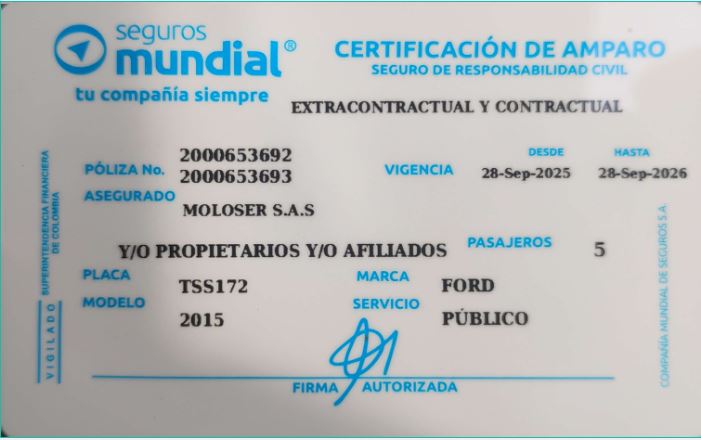 seguros
mundial®
tu compañía siempre
CERTIFICACIÓN DE AMPARO
SEGURO DE RESPONSABILIDAD CIVIL
EXTRACONTRACTUAL Y CONTRACTUAL
PÓLIZA No. 2000653692
2000653693
VIGENCIA DESDE 28-Sep-2025 HASTA 28-Sep-2026
ASEGURADO
MOLOSER S.A.S
Y/O PROPIETARIOS Y/O AFILIADOS PASAJEROS 5
PLACA TSS172 MARCA FORD
MODELO 2015 SERVICIO PÚBLICO
FIRMA AUTORIZADA
VIGILADO SUPERINTENDENCIA FINANCIERA
DE COLOMBIA
COMPAÑÍA MUNDIAL DE SEGUROS S.A.